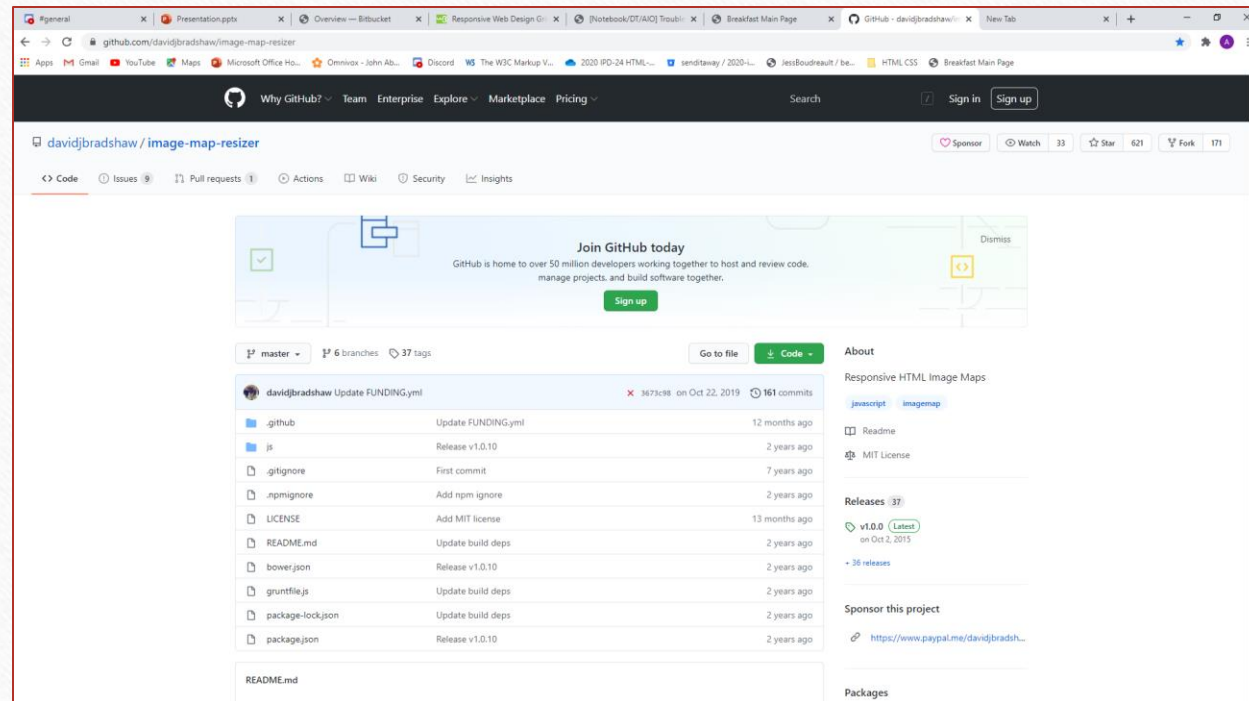 #general
Presentation.pptx
Overview — Bitbucket
Responsive Web Design Gri
[Notebook/DT/AIO] Troubl
Breakfast Main Page
GitHub - davidjbradshaw/im
New Tab
github.com/davidjbradshaw/image-map-resizer
Apps
Gmail
YouTube
Maps
Microsoft Office Ho...
Omnivox - John Ab...
Discord
The W3C Markup V...
2020 IPD-24 HTML-...
senditaway / 2020-i...
JessBoudreault / be...
HTML CSS
Breakfast Main Page
Why GitHub?
Team
Enterprise
Explore
Marketplace
Pricing
Search
/
Sign in
Sign up
davidjbradshaw / image-map-resizer
Sponsor
Watch 33
Star 621
Fork 171
<> Code
Issues 9
Pull requests 1
Actions
Wiki
Security
Insights
Join GitHub today
Dismiss
GitHub is home to over 50 million developers working together to host and review code,
manage projects, and build software together.
Sign up
master
6 branches
37 tags
Go to file
Code
davidjbradshaw Update FUNDING.yml
3673c98 on Oct 22, 2019
161 commits
.github Update FUNDING.yml 12 months ago
js Release v1.0.10 2 years ago
.gitignore First commit 7 years ago
.npmignore Add npm ignore 2 years ago
LICENSE Add MIT license 13 months ago
README.md Update build deps 2 years ago
bower.json Release v1.0.10 2 years ago
gruntfile.js Update build deps 2 years ago
package-lock.json Update build deps 2 years ago
package.json Release v1.0.10 2 years ago
README.md
About
Responsive HTML Image Maps
javascript
imagemap
Readme
MIT License
Releases 37
v1.0.0 Latest
on Oct 2, 2015
+ 36 releases
Sponsor this project
https://www.paypal.me/davidjbradsh...
Packages